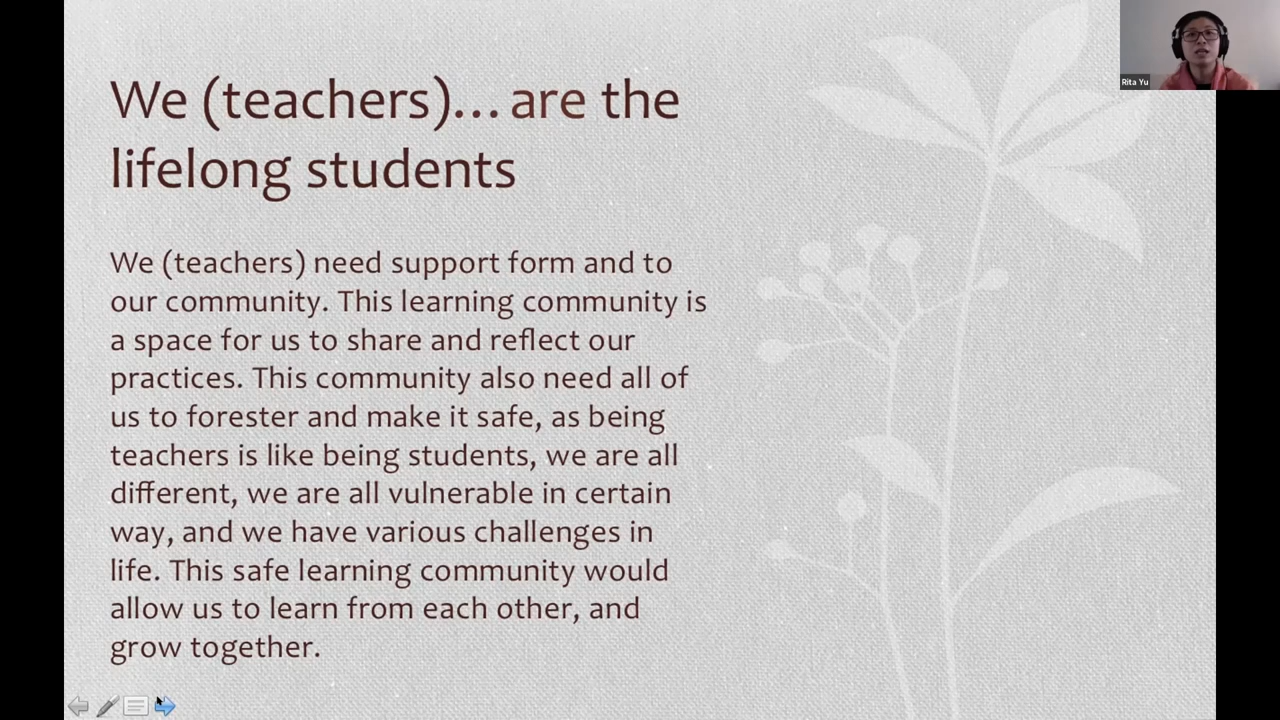 We (teachers)... are the
lifelong students
We (teachers) need support form and to
our community. This learning community is
a space for us to share and reflect our
practices. This community also need all of
us to forester and make it safe, as being
teachers is like being students, we are all
different, we are all vulnerable in certain
way, and we have various challenges in
life. This safe learning community would
allow us to learn from each other, and
grow together.
Rita Yu